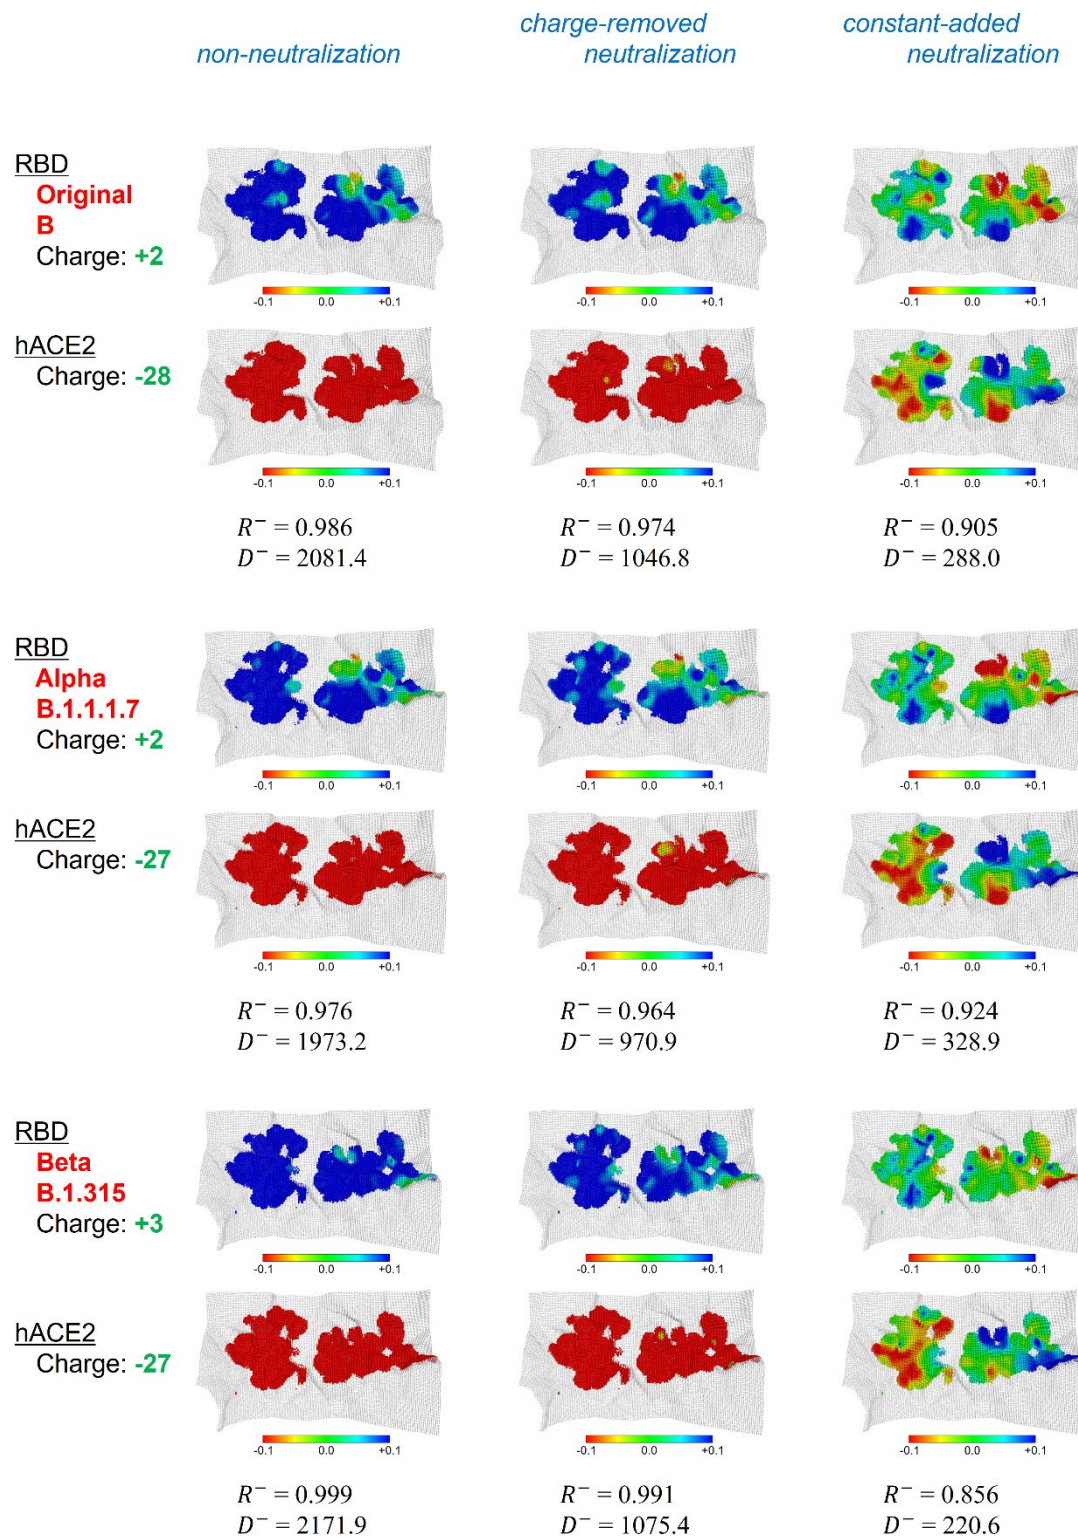 non-neutralization
charge-removed
neutralization
constant-added
neutralization
RBD
Original
B
Charge: +2
-0.1 0.0 +0.1
-0.1 0.0 +0.1
-0.1 0.0 +0.1
hACE2
Charge: -28
-0.1 0.0 +0.1
-0.1 0.0 +0.1
-0.1 0.0 +0.1
R⁻ = 0.986
D⁻ = 2081.4
R⁻ = 0.974
D⁻ = 1046.8
R⁻ = 0.905
D⁻ = 288.0
RBD
Alpha
B.1.1.1.7
Charge: +2
-0.1 0.0 +0.1
-0.1 0.0 +0.1
-0.1 0.0 +0.1
hACE2
Charge: -27
-0.1 0.0 +0.1
-0.1 0.0 +0.1
-0.1 0.0 +0.1
R⁻ = 0.976
D⁻ = 1973.2
R⁻ = 0.964
D⁻ = 970.9
R⁻ = 0.924
D⁻ = 328.9
RBD
Beta
B.1.315
Charge: +3
-0.1 0.0 +0.1
-0.1 0.0 +0.1
-0.1 0.0 +0.1
hACE2
Charge: -27
-0.1 0.0 +0.1
-0.1 0.0 +0.1
-0.1 0.0 +0.1
R⁻ = 0.999
D⁻ = 2171.9
R⁻ = 0.991
D⁻ = 1075.4
R⁻ = 0.856
D⁻ = 220.6